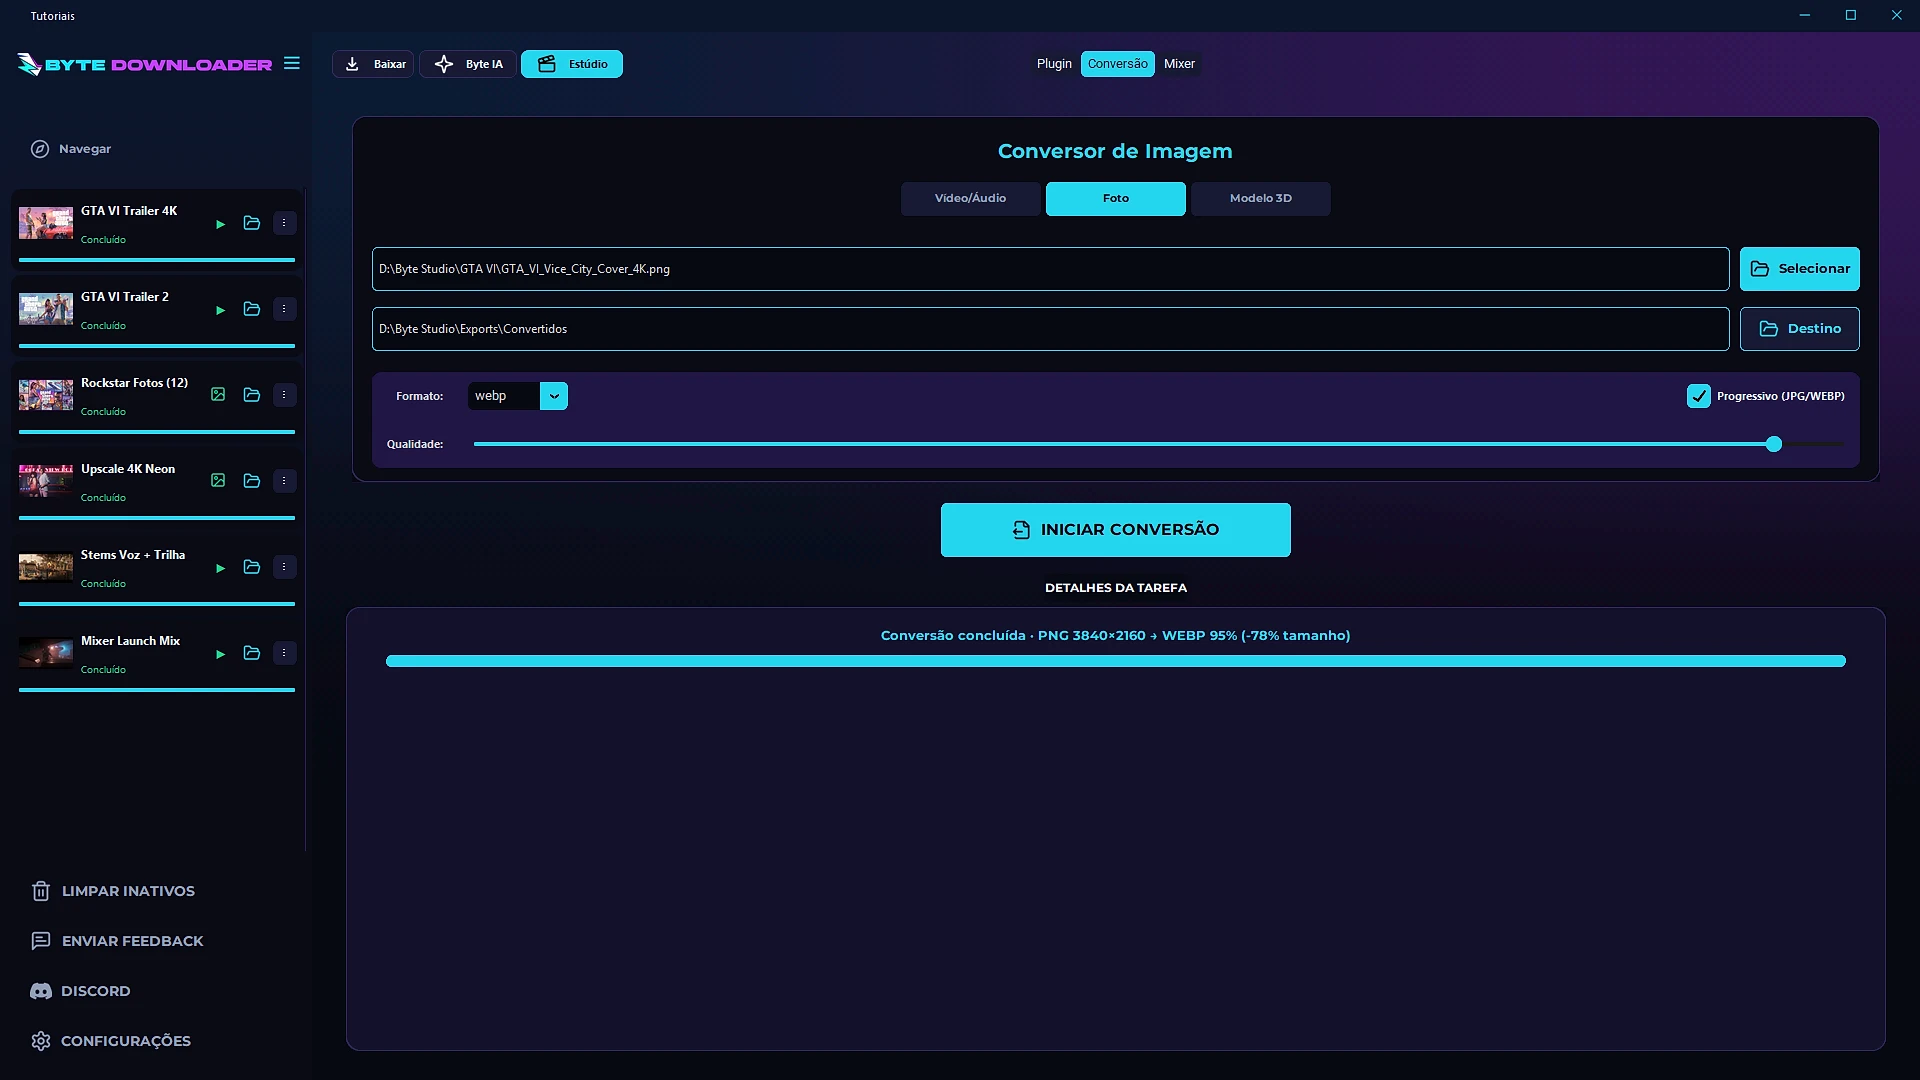 Tutoriais
BYTE DOWNLOADER
Baixar
Byte IA
Estúdio
Plugin
Conversão
Mixer
Navegar
GTA VI Trailer 4K
Concluído
GTA VI Trailer 2
Concluído
Rockstar Fotos (12)
Concluído
Upscale 4K Neon
Concluído
Stems Voz + Trilha
Concluído
Mixer Launch Mix
Concluído
LIMPAR INATIVOS
ENVIAR FEEDBACK
DISCORD
CONFIGURAÇÕES
Conversor de Imagem
Vídeo/Áudio
Foto
Modelo 3D
D:\Byte Studio\GTA VI\GTA_VI_Vice_City_Cover_4K.png
Selecionar
D:\Byte Studio\Exports\Convertidos
Destino
Formato:
webp
Progressivo (JPG/WEBP)
Qualidade:
INICIAR CONVERSÃO
DETALHES DA TAREFA
Conversão concluída · PNG 3840×2160 → WEBP 95% (-78% tamanho)